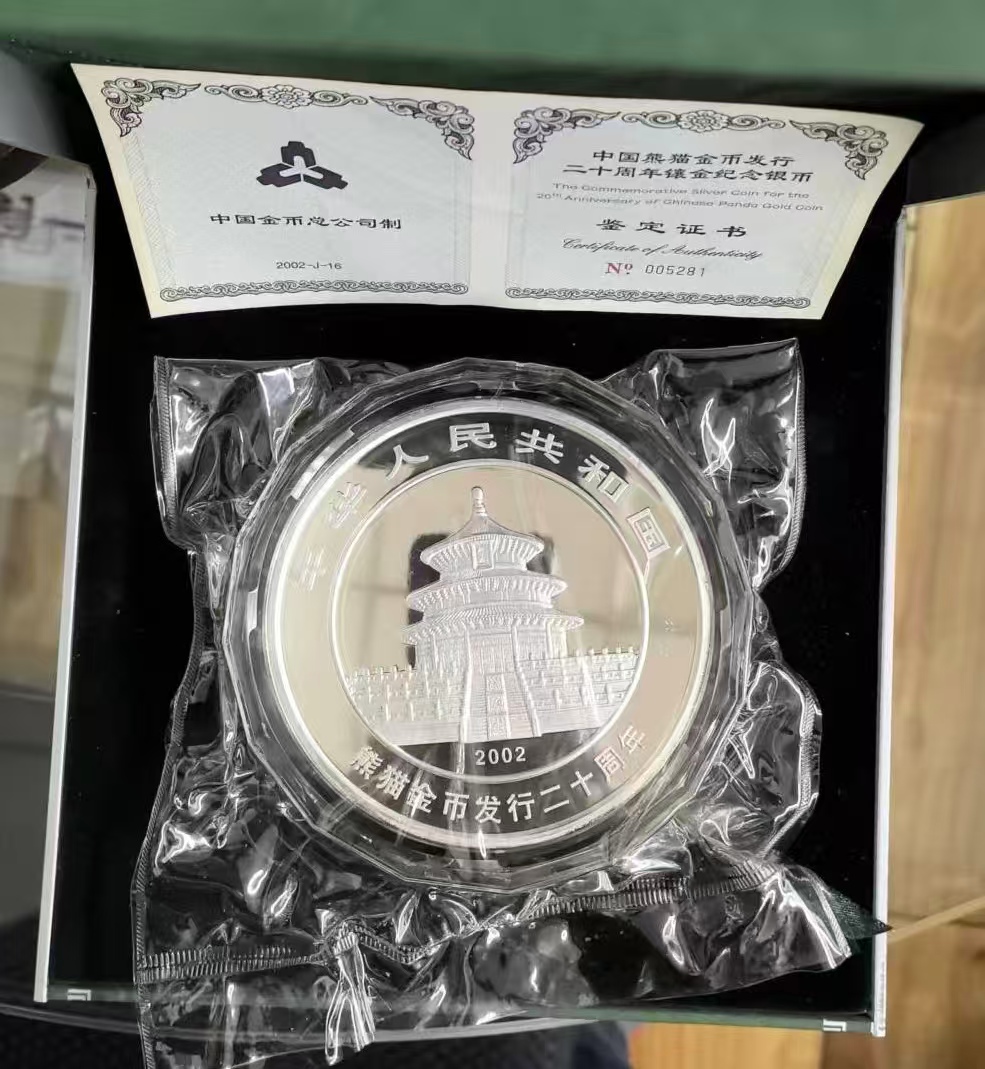 中国金币总公司制
2002-J-16
中国熊猫金币发行
二十周年镶金纪念银币
The Commemorative Silver Coin for the
20th Anniversary of Chinese Panda Gold Coin
鉴定证书
Certificate of Authenticity
Nº 005281
中华人民共和国
2002
熊猫金币发行二十周年